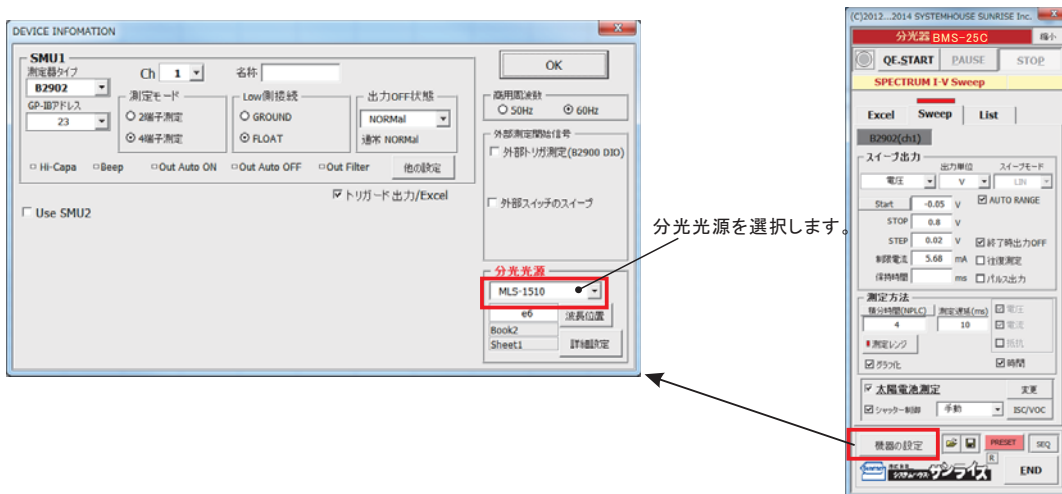 DEVICE INFOMATION
SMU1
測定器タイプ
B2902
GP-IBアドレス
23
Ch 1
名称
測定モード
2端子測定
4端子測定
Low側接続
GROUND
FLOAT
出力OFF状態
NORMal
通常 NORMal
Hi-Capa Beep Out Auto ON Out Auto OFF Out Filter 他の設定
トリガード出力/Excel
Use SMU2
OK
商用周波数
50Hz 60Hz
外部測定開始信号
外部トリガ測定(B2900 DIO)
外部スイッチのスイープ
分光光源
MLS-1510
e6 波長位置
Book2
Sheet1 詳細設定
分光光源を選択します。
(C)2012...2014 SYSTEMHOUSE SUNRISE Inc.
分光器 BMS-25C 縮小
QE.START PAUSE STOP
SPECTRUM I-V Sweep
Excel Sweep List
B2902(ch1)
スイープ出力
出力単位 スイープモード
電圧 V LIN
Start -0.05 V AUTO RANGE
STOP 0.8 V
STEP 0.02 V 終了時出力OFF
制限電流 5.68 mA 往復測定
保持時間 ms パルス出力
測定方法
積分時間(NPLC) 測定遅延(ms) 電圧
4 10 電流
測定レンジ 抵抗
グラフ化 時間
太陽電池測定 変更
シャッター制御 手動 ISC/VOC
機器の設定 PRESET SEQ
システムハウス サンライズ R END